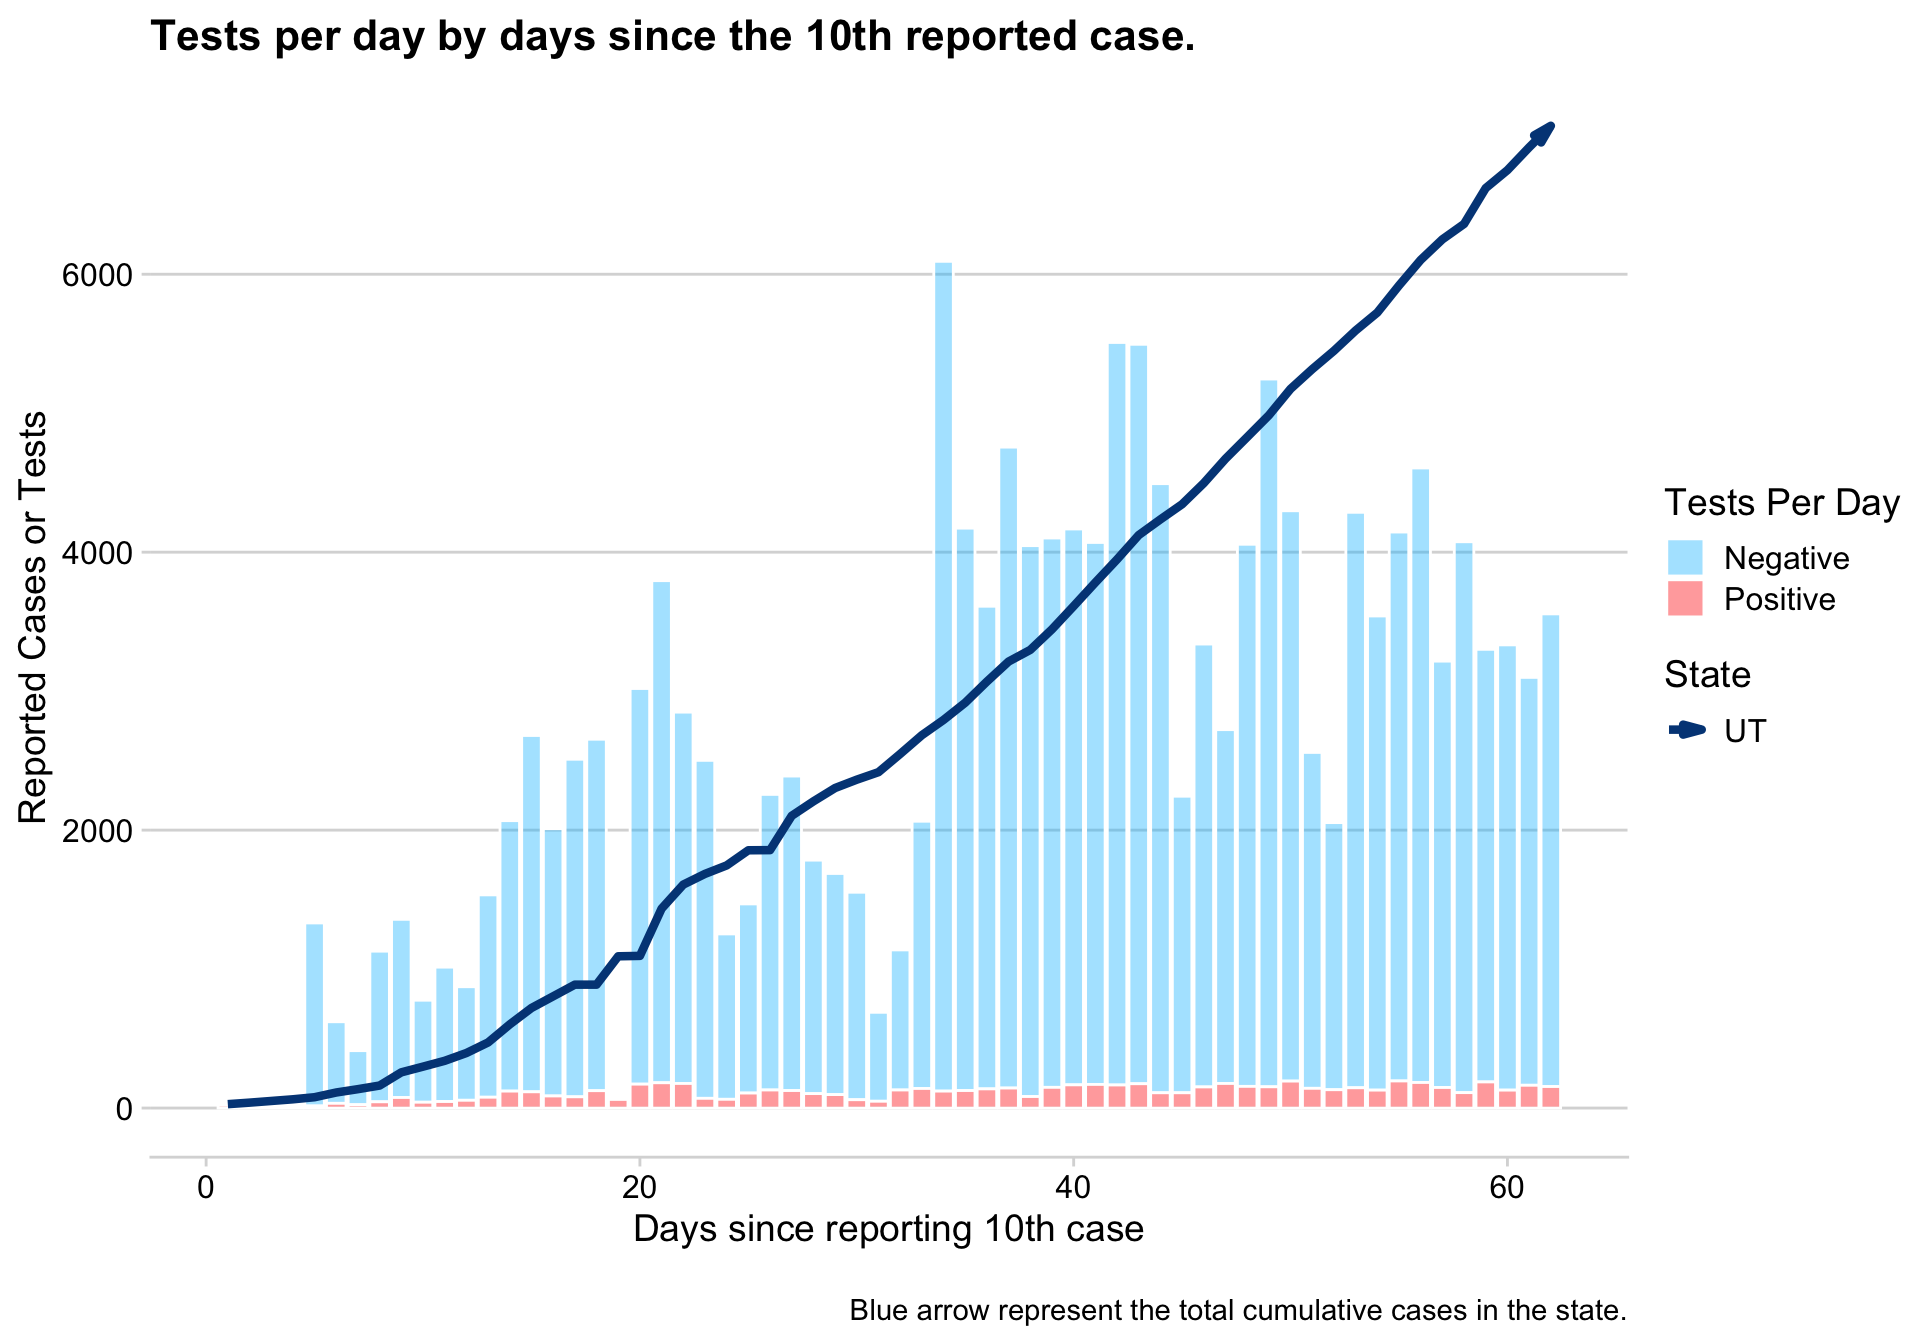 Tests per day by days since the 10th reported case.
Reported Cases or Tests
6000
4000
2000
0
0
20
40
60
Days since reporting 10th case
Tests Per Day
Negative
Positive
State
UT
Blue arrow represent the total cumulative cases in the state.